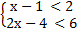 x − 1 < 2
2x − 4 < 6